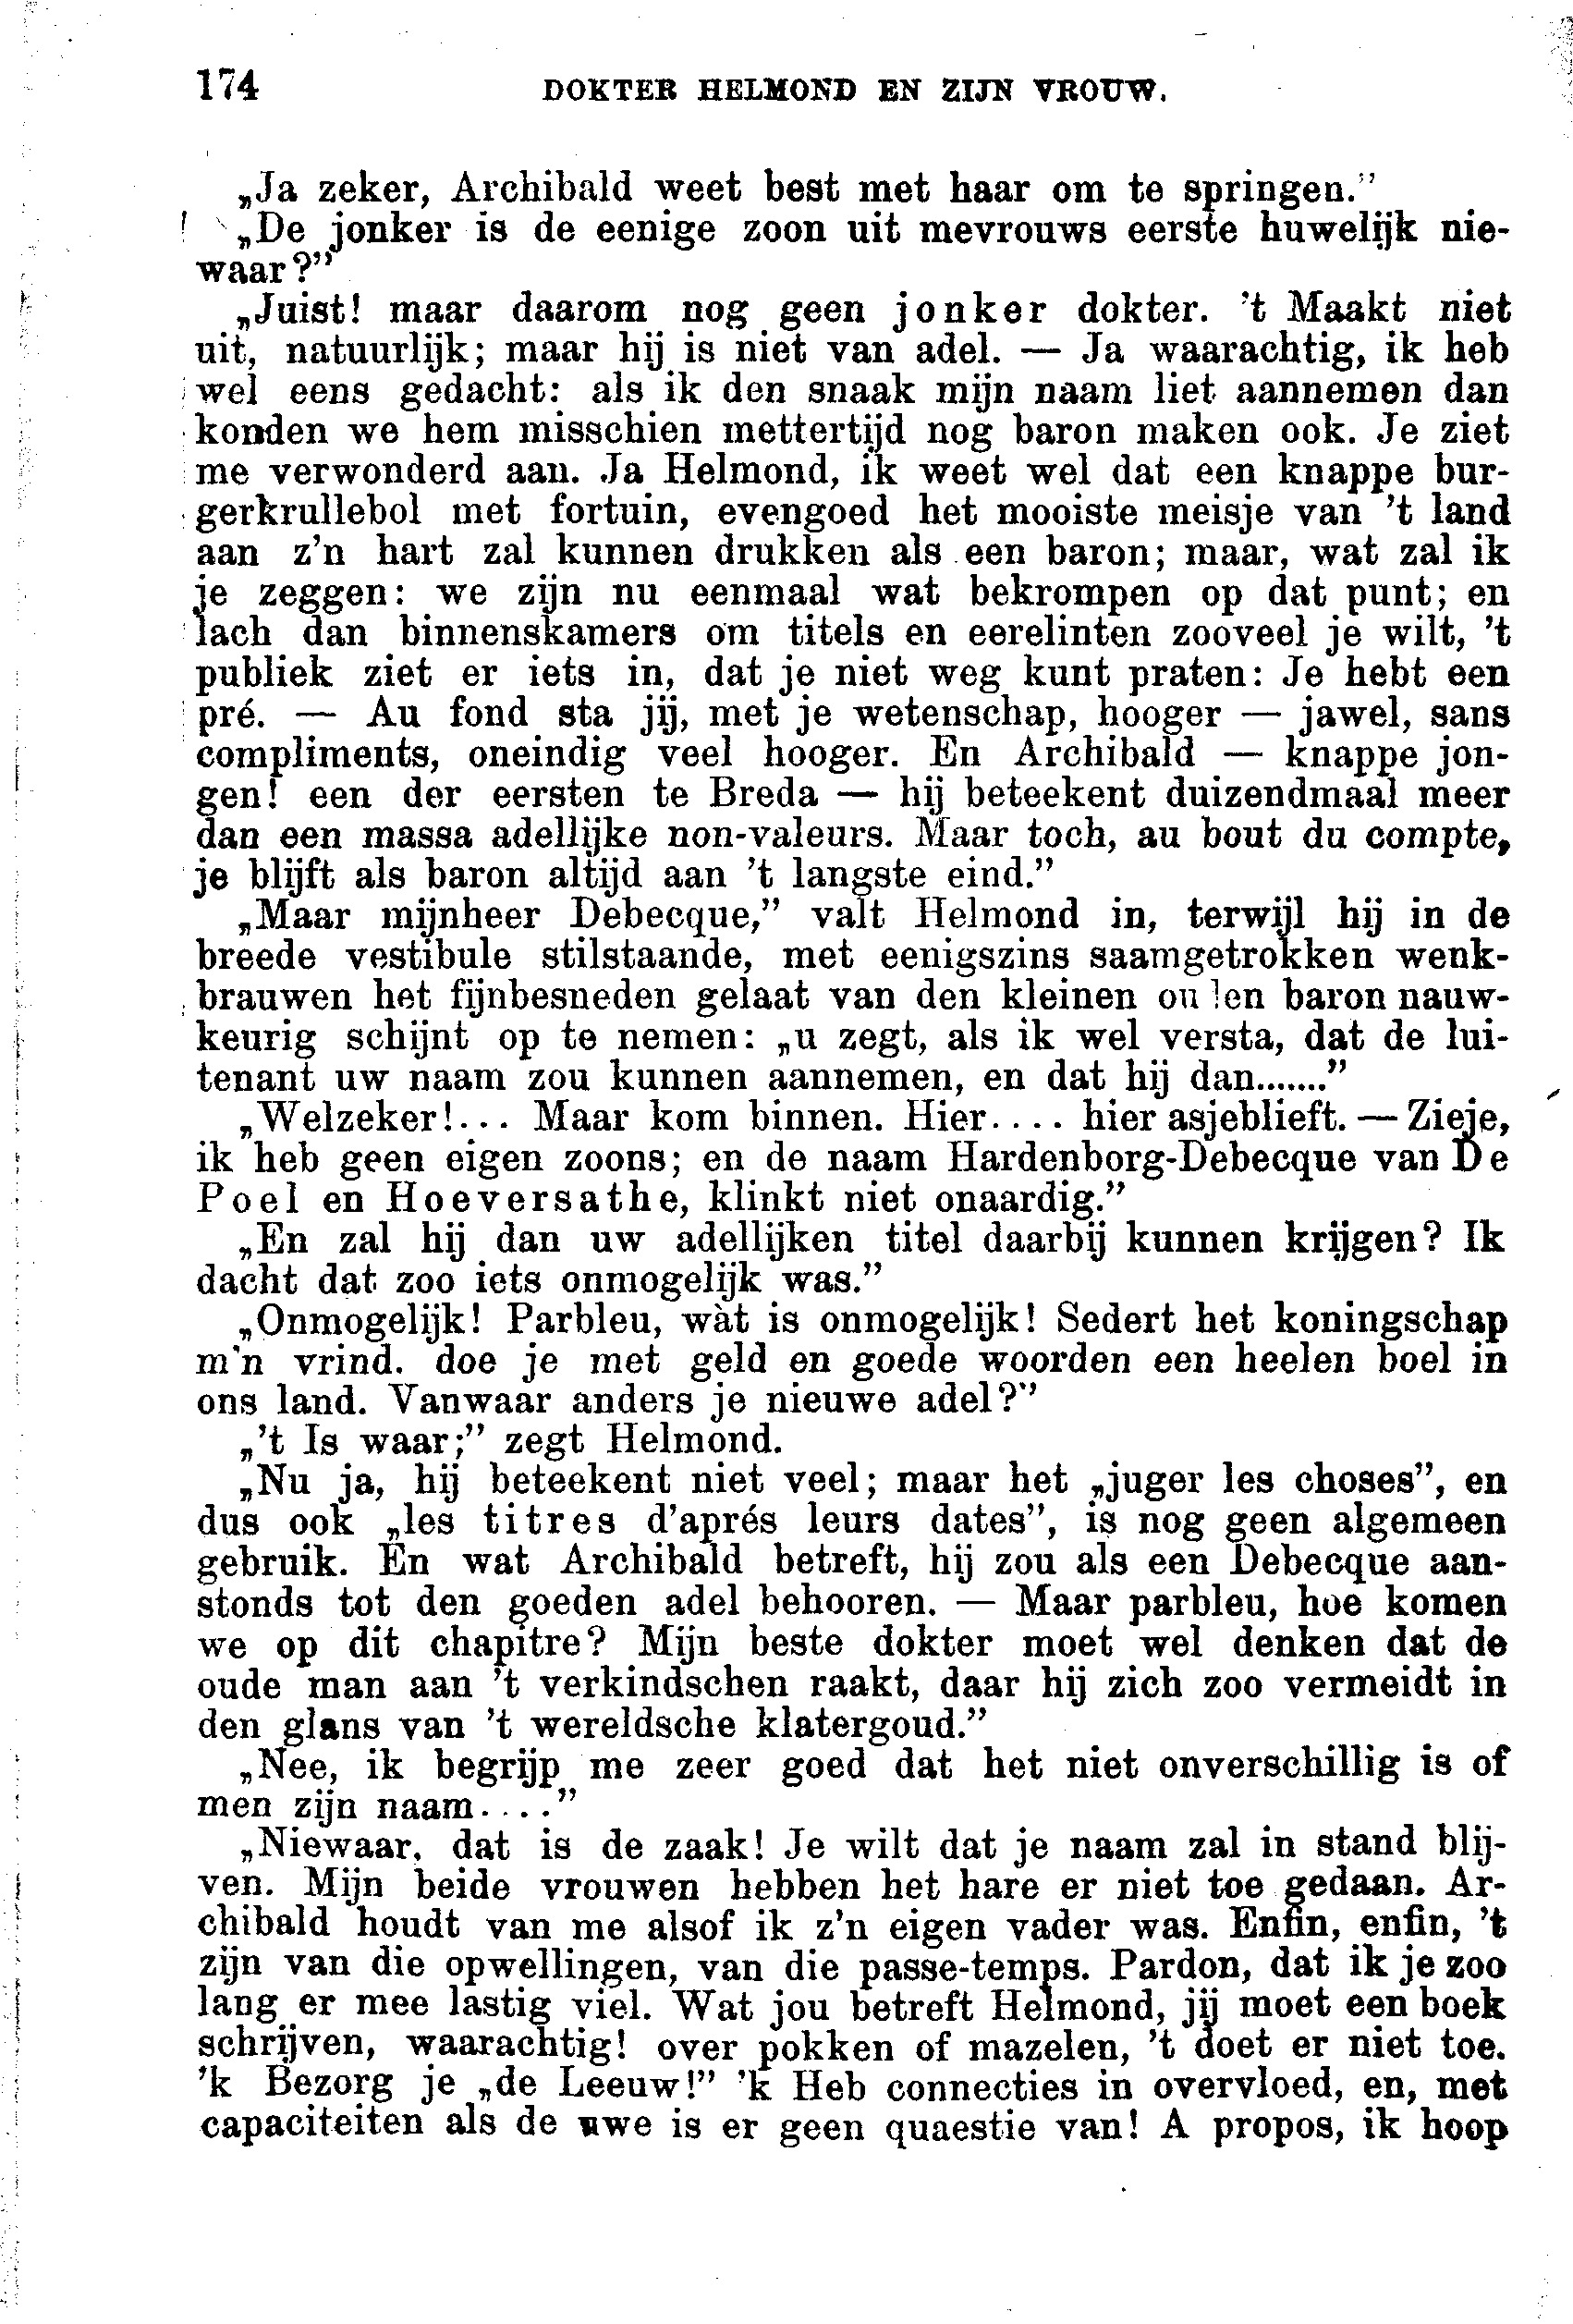 174 DOKTER HELMOND EN ZIJN VROUW.
„Ja zeker, Archibald weet best met haar om te springen.”
„De jonker is de eenige zoon uit mevrouws eerste huwelijk nie-
waar?”
„Juist! maar daarom nog geen jonker dokter. 't Maakt niet
uit, natuurlijk; maar hij is niet van adel. — Ja waarachtig, ik heb
wel eens gedacht: als ik den snaak mijn naam liet aannemen dan
konden we hem misschien mettertijd nog baron maken ook. Je ziet
me verwonderd aan. Ja Helmond, ik weet wel dat een knappe bur-
gerkrullebol met fortuin, evengoed het mooiste meisje van 't land
aan z'n hart zal kunnen drukken als een baron; maar, wat zal ik
je zeggen: we zijn nu eenmaal wat bekrompen op dat punt; en
lach dan binnenskamers om titels en eerelinten zooveel je wilt, 't
publiek ziet er iets in, dat je niet weg kunt praten: Je hebt een
pré. — Au fond sta jij, met je wetenschap, hooger — jawel, sans
compliments, oneindig veel hooger. En Archibald — knappe jon-
gen! een der eersten te Breda — hij beteekent duizendmaal meer
dan een massa adellijke non-valeurs. Maar toch, au bout du compte,
je blijft als baron altijd aan 't langste eind.”
„Maar mijnheer Debecque,” valt Helmond in, terwijl hij in de
breede vestibule stilstaande, met eenigszins saamgetrokken wenk-
brauwen het fijnbesneden gelaat van den kleinen ouden baron nauw-
keurig schijnt op te nemen: „u zegt, als ik wel versta, dat de lui-
tenant uw naam zou kunnen aannemen, en dat hij dan.......”
„Welzeker!... Maar kom binnen. Hier.... hier asjeblieft. — Zieje,
ik heb geen eigen zoons; en de naam Hardenborg-Debecque van De
Poel en Hoeversathe, klinkt niet onaardig.”
„En zal hij dan uw adellijken titel daarbij kunnen krijgen? Ik
dacht dat zoo iets onmogelijk was.”
„Onmogelijk! Parbleu, wàt is onmogelijk! Sedert het koningschap
m'n vrind. doe je met geld en goede woorden een heelen boel in
ons land. Vanwaar anders je nieuwe adel?”
„'t Is waar;” zegt Helmond.
„Nu ja, hij beteekent niet veel; maar het „juger les choses”, en
dus ook „les titres d'aprés leurs dates”, is nog geen algemeen
gebruik. En wat Archibald betreft, hij zou als een Debecque aan-
stonds tot den goeden adel behooren. — Maar parbleu, hoe komen
we op dit chapitre? Mijn beste dokter moet wel denken dat de
oude man aan 't verkindschen raakt, daar hij zich zoo vermeidt in
den glans van 't wereldsche klatergoud.”
„Nee, ik begrijp me zeer goed dat het niet onverschillig is of
men zijn naam....”
„Niewaar, dat is de zaak! Je wilt dat je naam zal in stand blij-
ven. Mijn beide vrouwen hebben het hare er niet toe gedaan. Ar-
chibald houdt van me alsof ik z'n eigen vader was. Enfin, enfin, 't
zijn van die opwellingen, van die passe-temps. Pardon, dat ik je zoo
lang er mee lastig viel. Wat jou betreft Helmond, jij moet een boek
schrijven, waarachtig! over pokken of mazelen, 't doet er niet toe.
'k Bezorg je „de Leeuw!” 'k Heb connecties in overvloed, en, met
capaciteiten als de uwe is er geen quaestie van! A propos, ik hoop